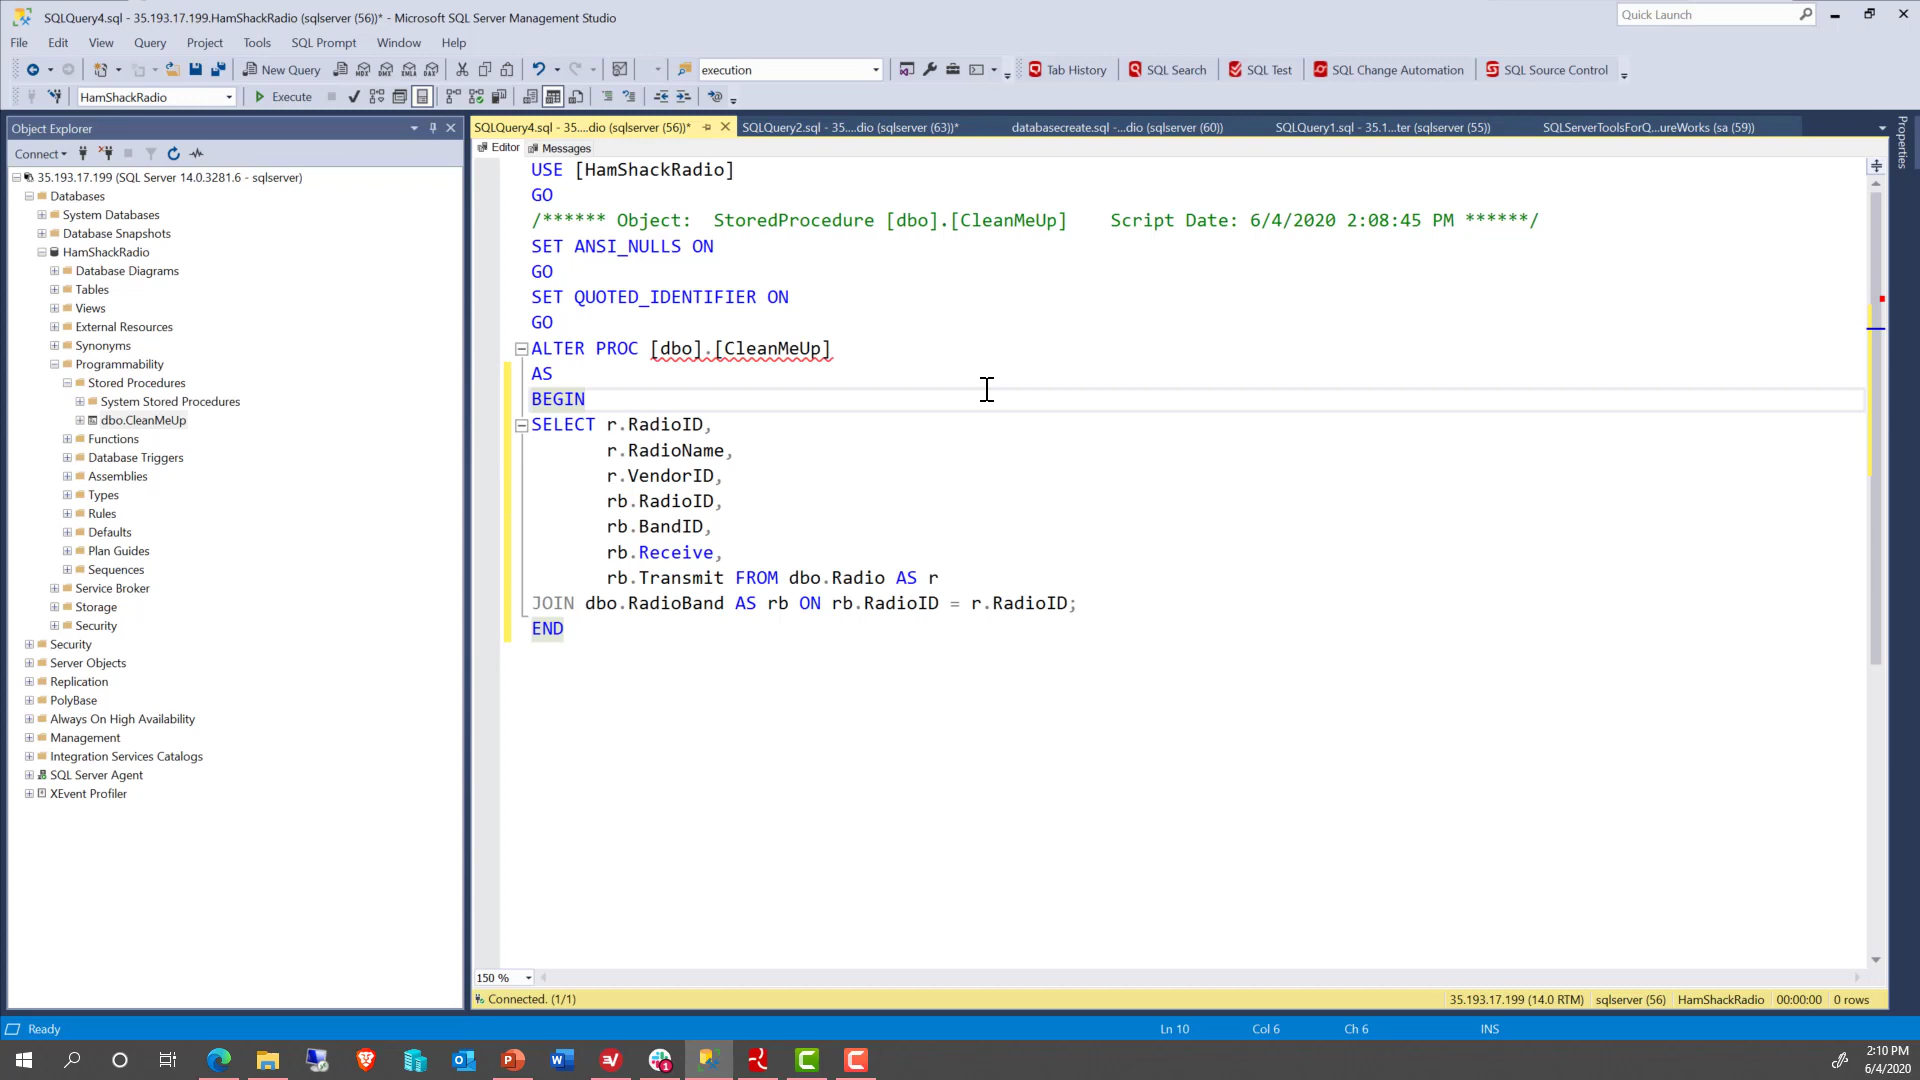 SQLQuery4.sql - 35.193.17.199.HamShackRadio (sqlserver (56))* - Microsoft SQL Server Management Studio
Quick Launch
File Edit View Query Project Tools SQL Prompt Window Help
New Query MDX DMX XMLA DAX execution Tab History SQL Search SQL Test SQL Change Automation SQL Source Control
HamShackRadio Execute
Object Explorer
Connect
35.193.17.199 (SQL Server 14.0.3281.6 - sqlserver)
Databases
System Databases
Database Snapshots
HamShackRadio
Database Diagrams
Tables
Views
External Resources
Synonyms
Programmability
Stored Procedures
System Stored Procedures
dbo.CleanMeUp
Functions
Database Triggers
Assemblies
Types
Rules
Defaults
Plan Guides
Sequences
Service Broker
Storage
Security
Security
Server Objects
Replication
PolyBase
Always On High Availability
Management
Integration Services Catalogs
SQL Server Agent
XEvent Profiler
SQLQuery4.sql - 35....dio (sqlserver (56))* SQLQuery2.sql - 35....dio (sqlserver (63))* databasecreate.sql -...dio (sqlserver (60)) SQLQuery1.sql - 35.1...ter (sqlserver (55)) SQLServerToolsForQ...ureWorks (sa (59))
Editor Messages
USE [HamShackRadio]
GO
/****** Object:  StoredProcedure [dbo].[CleanMeUp]    Script Date: 6/4/2020 2:08:45 PM ******/
SET ANSI_NULLS ON
GO
SET QUOTED_IDENTIFIER ON
GO
ALTER PROC [dbo].[CleanMeUp]
AS
BEGIN
SELECT r.RadioID,
r.RadioName,
r.VendorID,
rb.RadioID,
rb.BandID,
rb.Receive,
rb.Transmit FROM dbo.Radio AS r
JOIN dbo.RadioBand AS rb ON rb.RadioID = r.RadioID;
END
Properties
150 %
Connected. (1/1) 35.193.17.199 (14.0 RTM) sqlserver (56) HamShackRadio 00:00:00 0 rows
Ready Ln 10 Col 6 Ch 6 INS
2:10 PM
6/4/2020